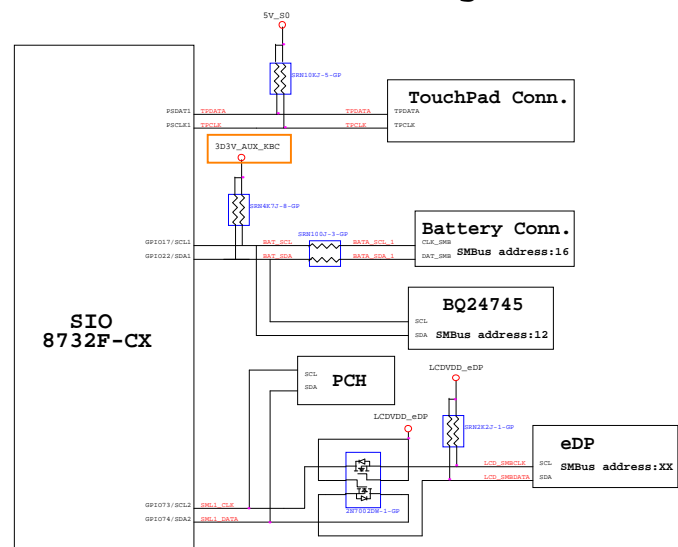 5V_S0
SRN10KJ-5-GP
PSDAT1 TPDATA TPDATA TPDATA
PSCLK1 TPCLK TPCLK TPCLK
TouchPad Conn.
3D3V_AUX_KBC
SRN4K7J-8-GP
SRN100J-3-GP
Battery Conn.
GPIO17/SCL1 BAT_SCL BATA_SCL_1 CLK_SMB
GPIO22/SDA1 BAT_SDA BATA_SDA_1 DAT_SMB
SMBus address:16
BQ24745
SCL
SDA SMBus address:12
SIO
8732F-CX
SCL
SDA
PCH
LCDVDD_eDP
LCDVDD_eDP
SRN2K2J-1-GP
eDP
LCD_SMBCLK SCL
SMBus address:XX
LCD_SMBDATA SDA
GPIO73/SCL2 SML1_CLK
2N7002DW-1-GP
GPIO74/SDA2 SML1_DATA